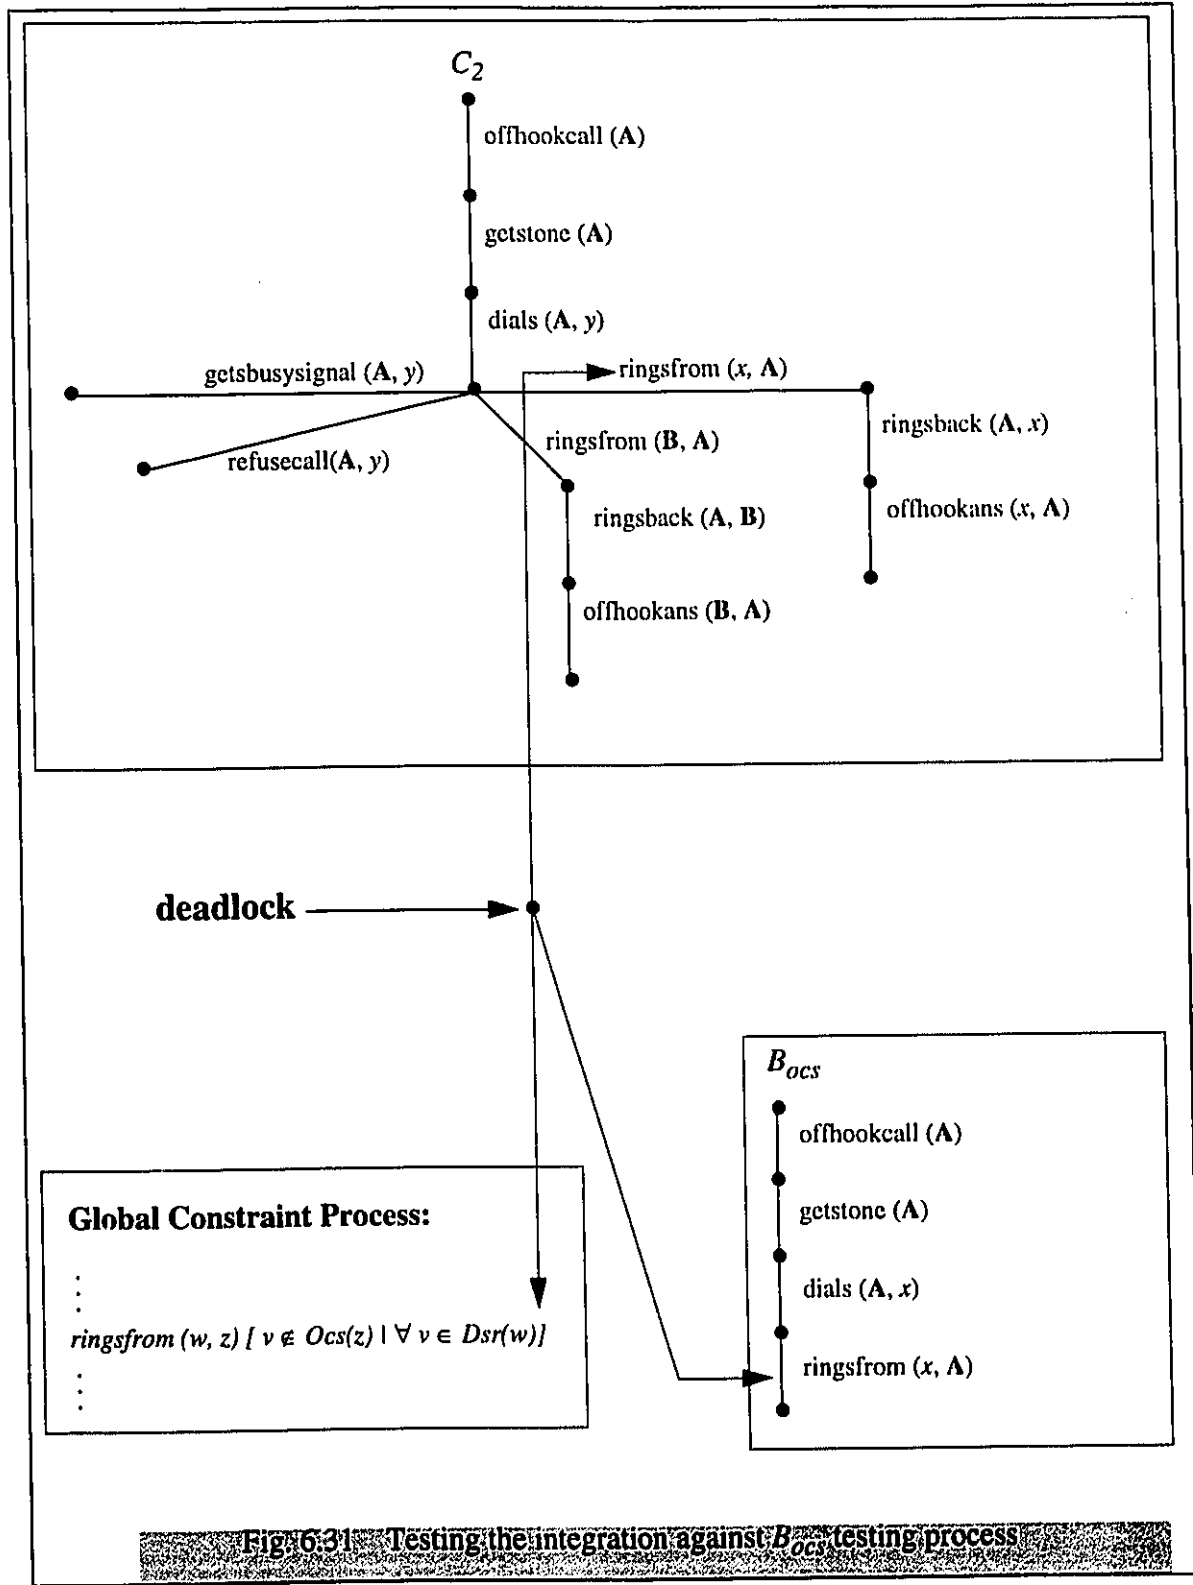 C2
offhookcall (A)
getstone (A)
dials (A, y)
getsbusysignal (A, y)
ringsfrom (x, A)
refusecall(A, y)
ringsfrom (B, A)
ringsback (A, x)
ringsback (A, B)
offhookans (x, A)
offhookans (B, A)
deadlock
Bocs
offhookcall (A)
getstone (A)
dials (A, x)
ringsfrom (x, A)
Global Constraint Process:
ringsfrom (w, z) [ v ∉ Ocs(z) | ∀ v ∈ Dsr(w)]
Fig. 6.31 Testing the integration against Bocs testing process